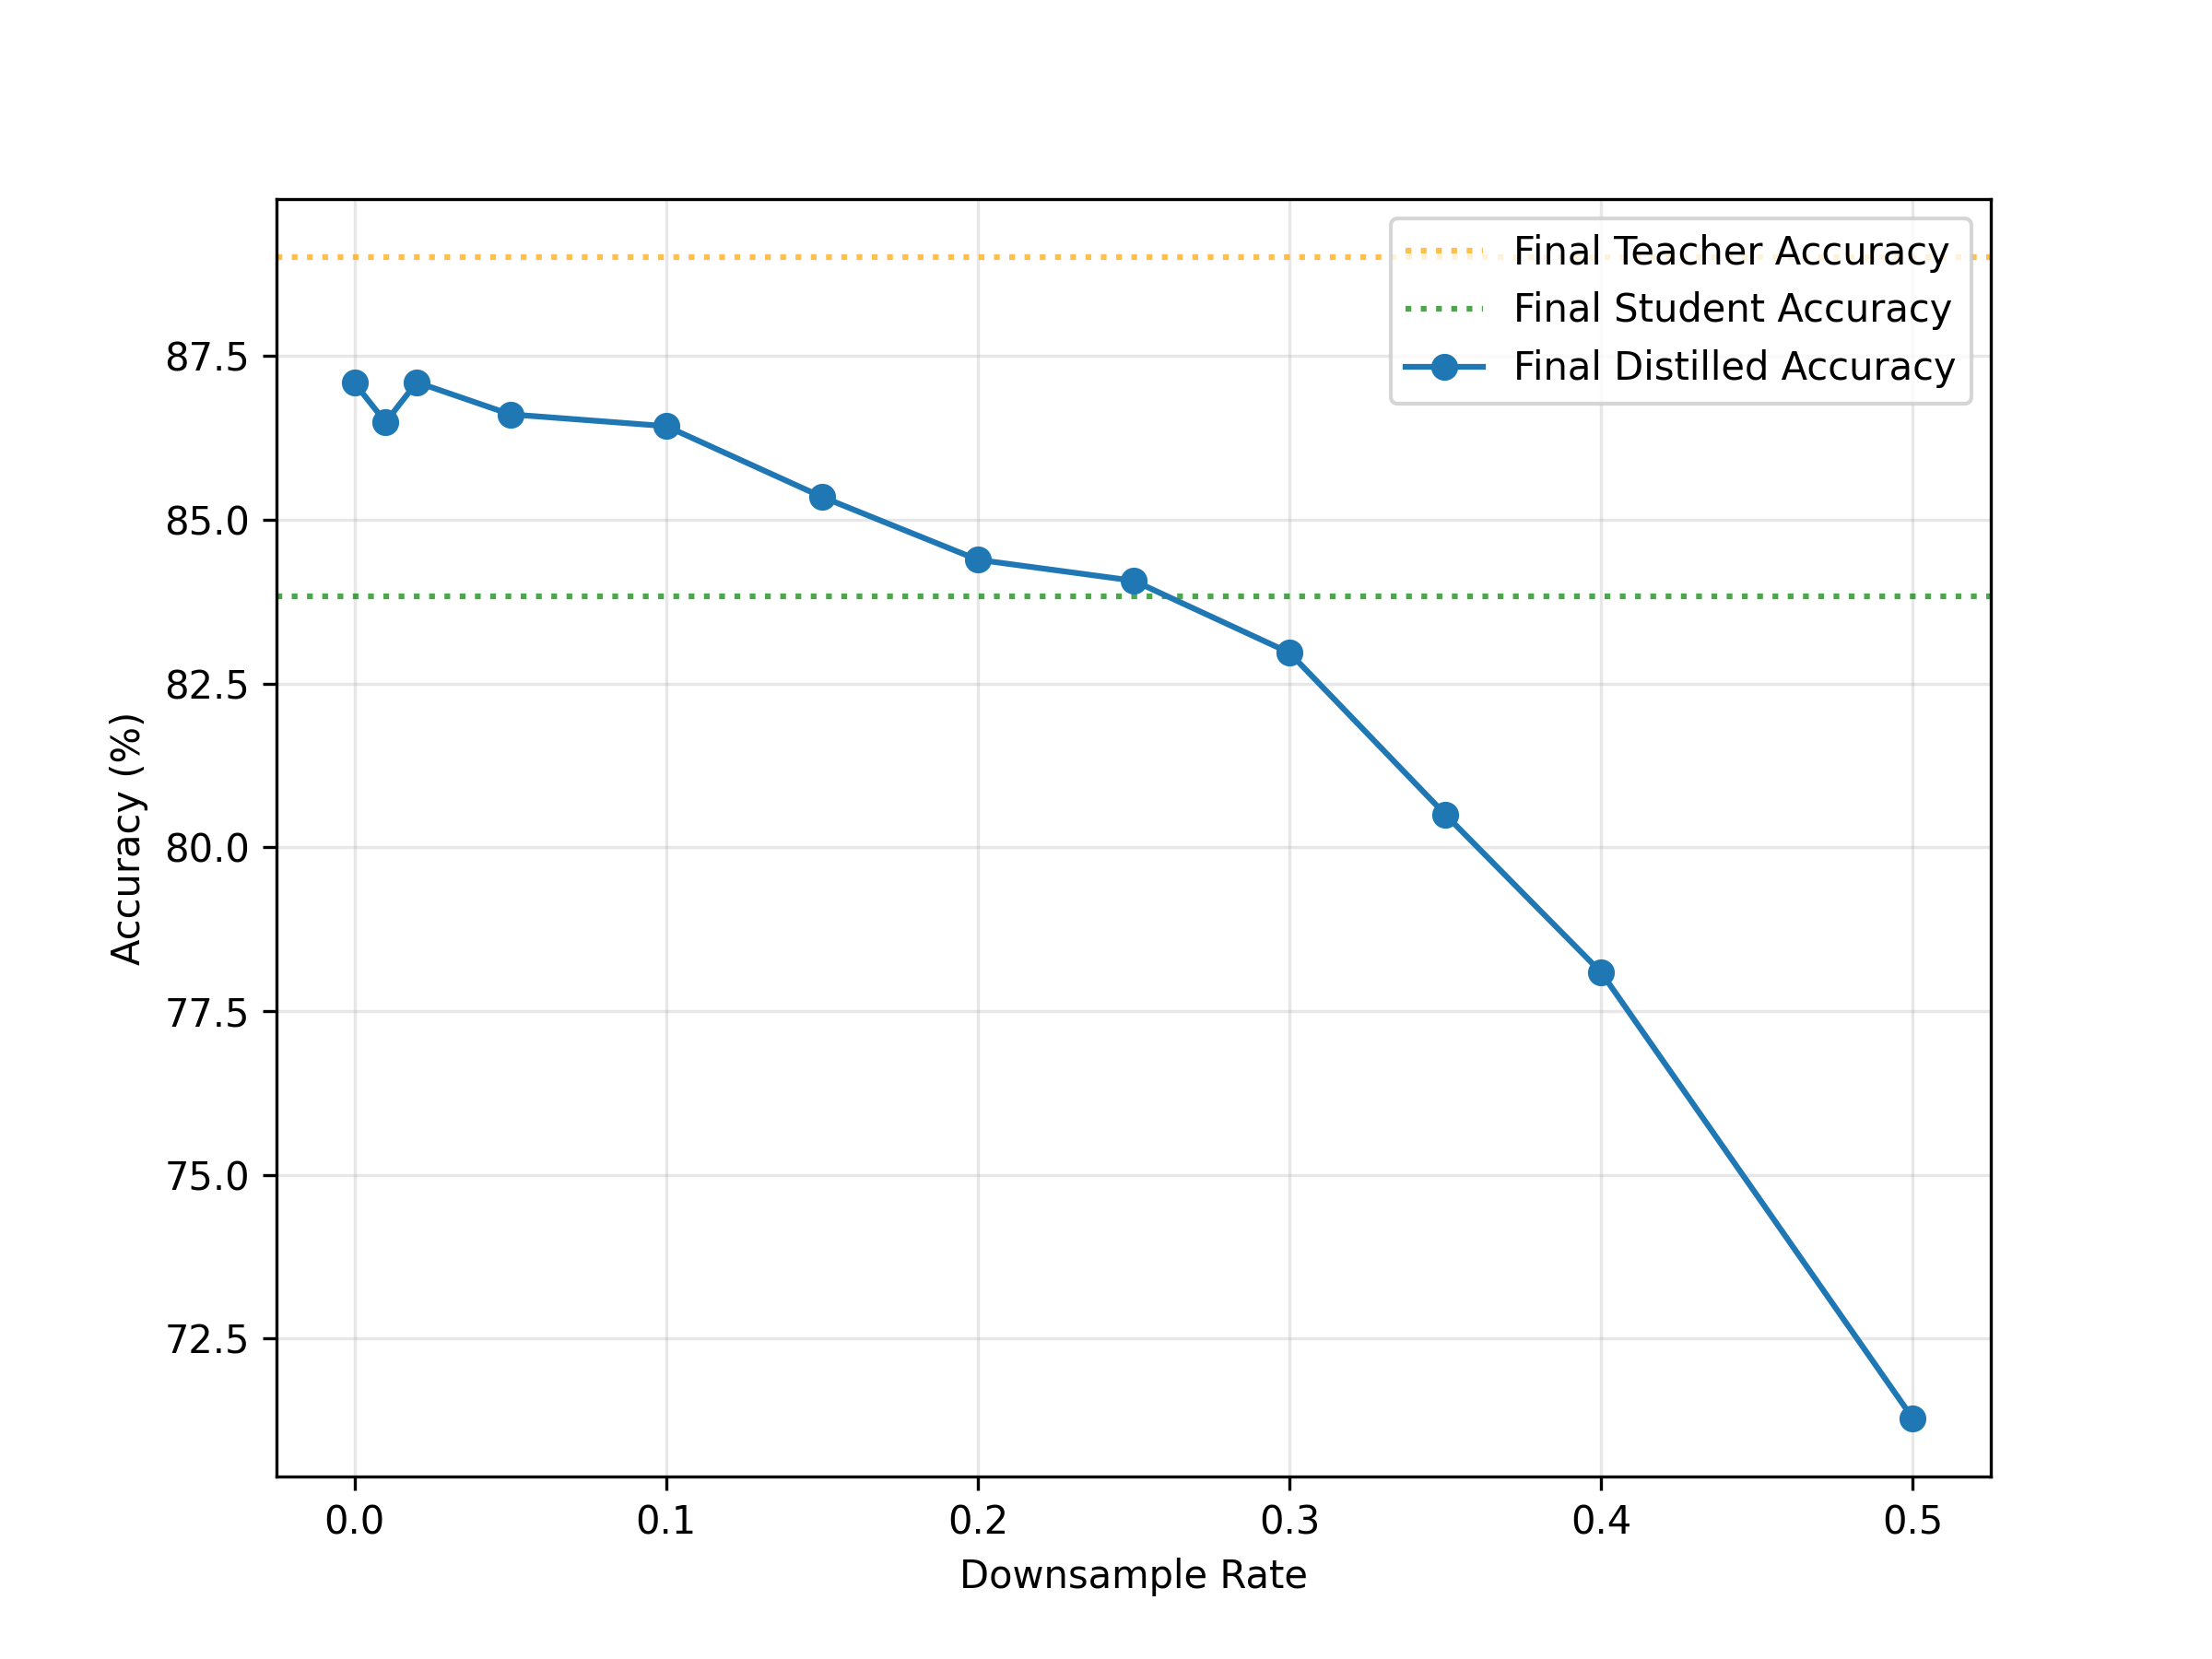 Final Teacher Accuracy
Final Student Accuracy
Final Distilled Accuracy
87.5
85.0
82.5
80.0
77.5
75.0
72.5
Accuracy (%)
0.0 0.1 0.2 0.3 0.4 0.5
Downsample Rate